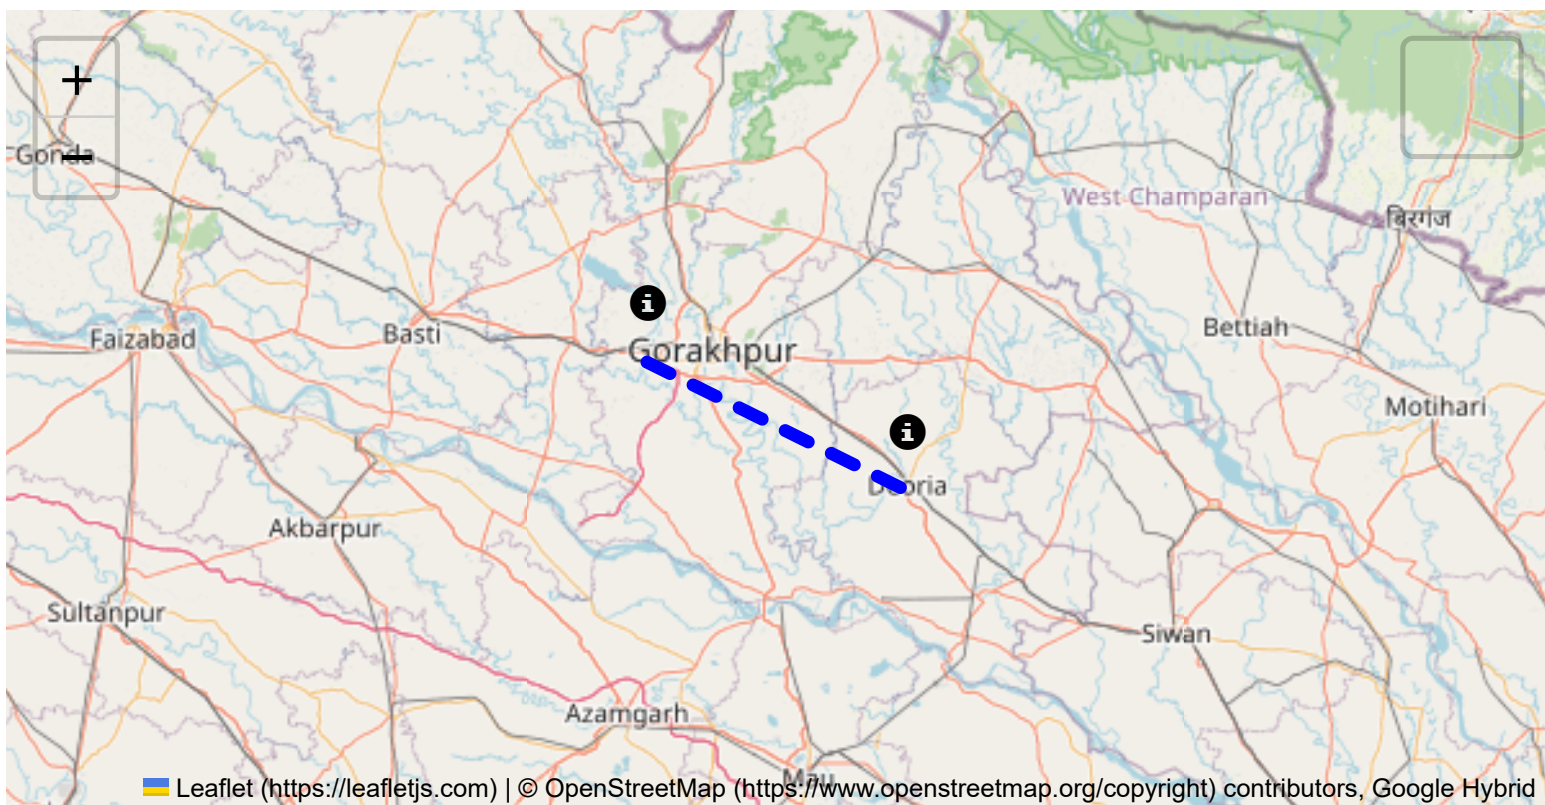 +
−
Gonda
West Champaran
बिरगंज
Faizabad
Basti
Gorakhpur
Bettiah
Motihari
Deoria
Akbarpur
Sultanpur
Siwan
Azamgarh
Mau
Leaflet (https://leafletjs.com) | © OpenStreetMap (https://www.openstreetmap.org/copyright) contributors, Google Hybrid